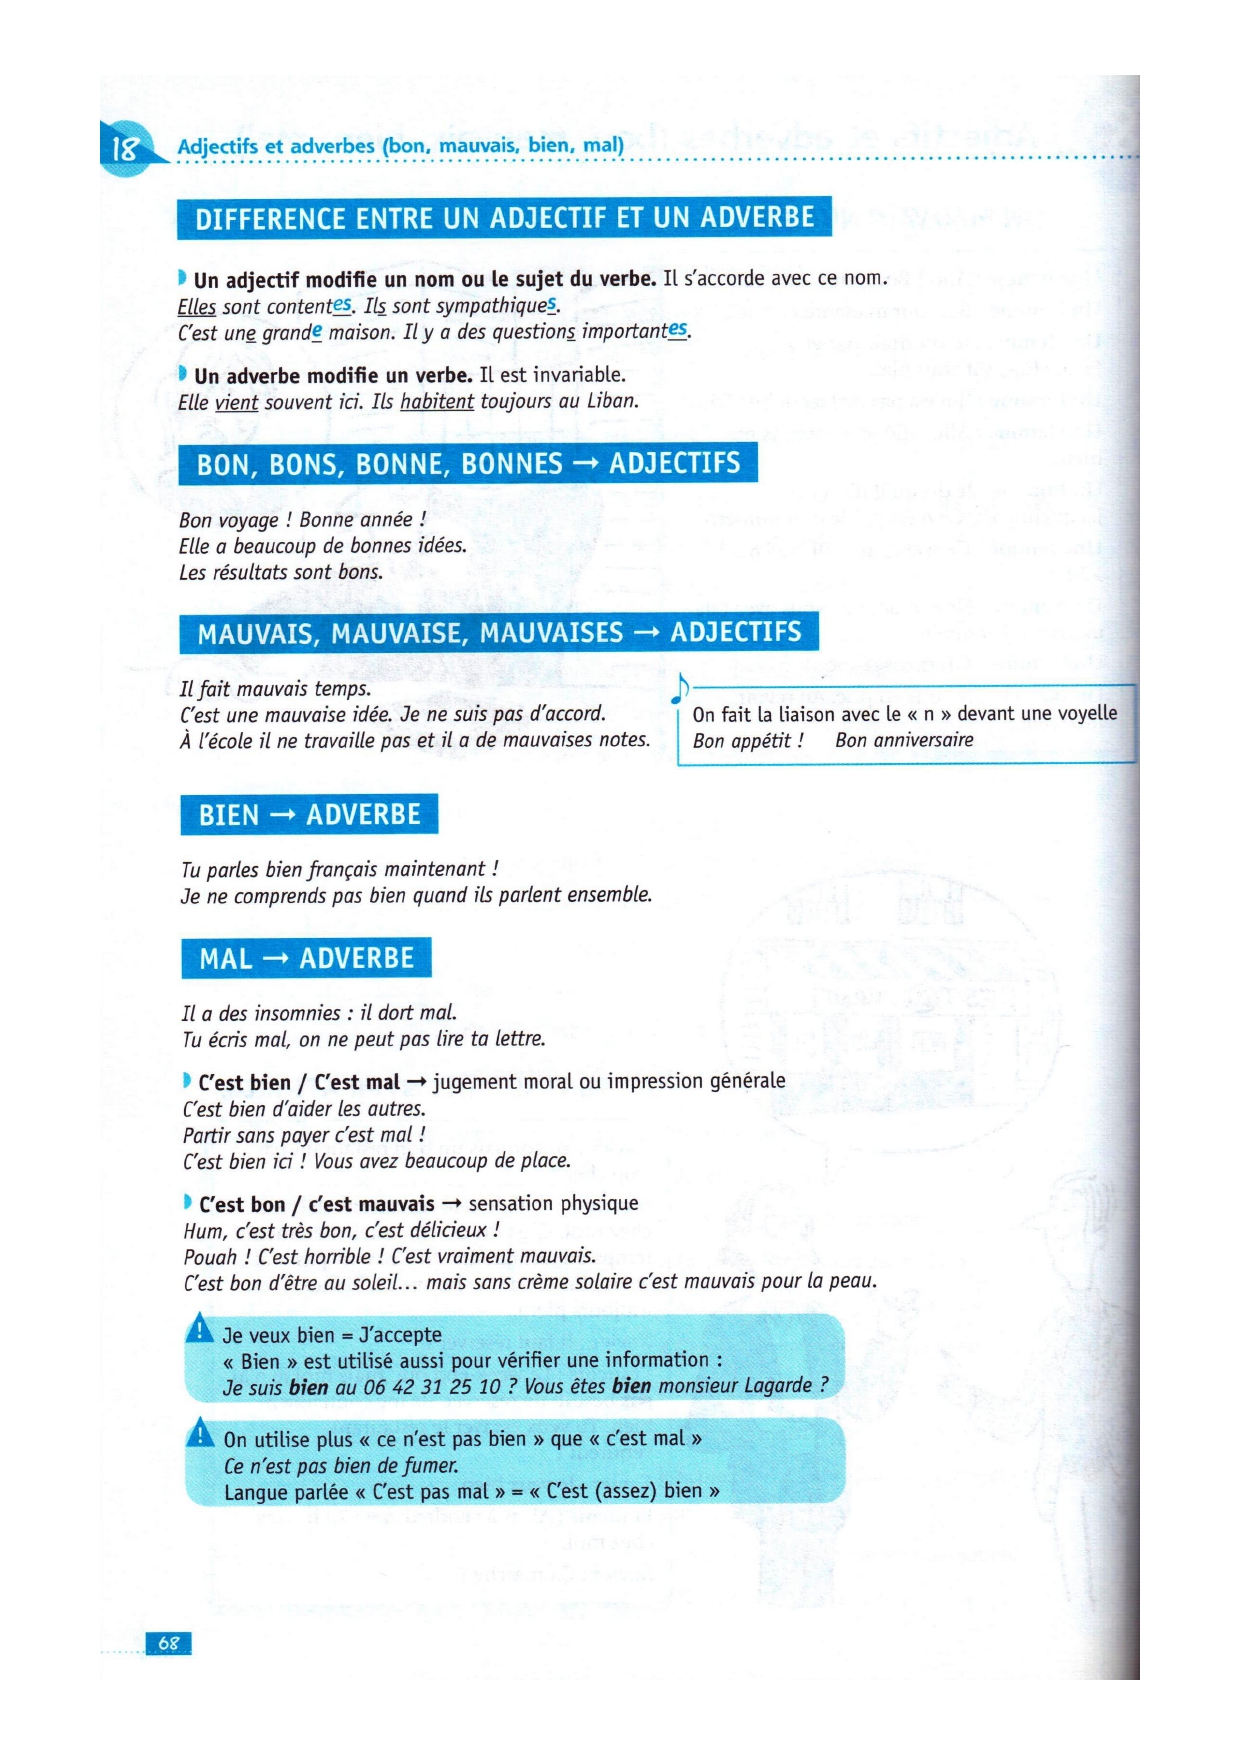 18 Adjectifs et adverbes (bon, mauvais, bien, mal)
DIFFERENCE ENTRE UN ADJECTIF ET UN ADVERBE
Un adjectif modifie un nom ou le sujet du verbe. Il s'accorde avec ce nom.
Elles sont contentes. Ils sont sympathiques.
C'est une grande maison. Il y a des questions importantes.
Un adverbe modifie un verbe. Il est invariable.
Elle vient souvent ici. Ils habitent toujours au Liban.
BON, BONS, BONNE, BONNES → ADJECTIFS
Bon voyage ! Bonne année !
Elle a beaucoup de bonnes idées.
Les résultats sont bons.
MAUVAIS, MAUVAISE, MAUVAISES → ADJECTIFS
Il fait mauvais temps.
C'est une mauvaise idée. Je ne suis pas d'accord.
À l'école il ne travaille pas et il a de mauvaises notes.
On fait la liaison avec le « n » devant une voyelle
Bon appétit ! Bon anniversaire
BIEN → ADVERBE
Tu parles bien français maintenant !
Je ne comprends pas bien quand ils parlent ensemble.
MAL → ADVERBE
Il a des insomnies : il dort mal.
Tu écris mal, on ne peut pas lire ta lettre.
C'est bien / C'est mal → jugement moral ou impression générale
C'est bien d'aider les autres.
Partir sans payer c'est mal !
C'est bien ici ! Vous avez beaucoup de place.
C'est bon / c'est mauvais → sensation physique
Hum, c'est très bon, c'est délicieux !
Pouah ! C'est horrible ! C'est vraiment mauvais.
C'est bon d'être au soleil... mais sans crème solaire c'est mauvais pour la peau.
! Je veux bien = J'accepte
« Bien » est utilisé aussi pour vérifier une information :
Je suis bien au 06 42 31 25 10 ? Vous êtes bien monsieur Lagarde ?
! On utilise plus « ce n'est pas bien » que « c'est mal »
Ce n'est pas bien de fumer.
Langue parlée « C'est pas mal » = « C'est (assez) bien »
68